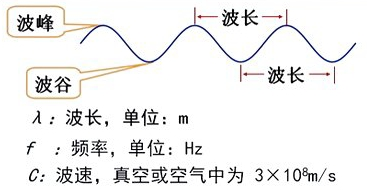 波峰
波长
波谷
波长
λ：波长，单位：m
f ：频率，单位：Hz
C：波速，真空或空气中为 3×10⁸m/s